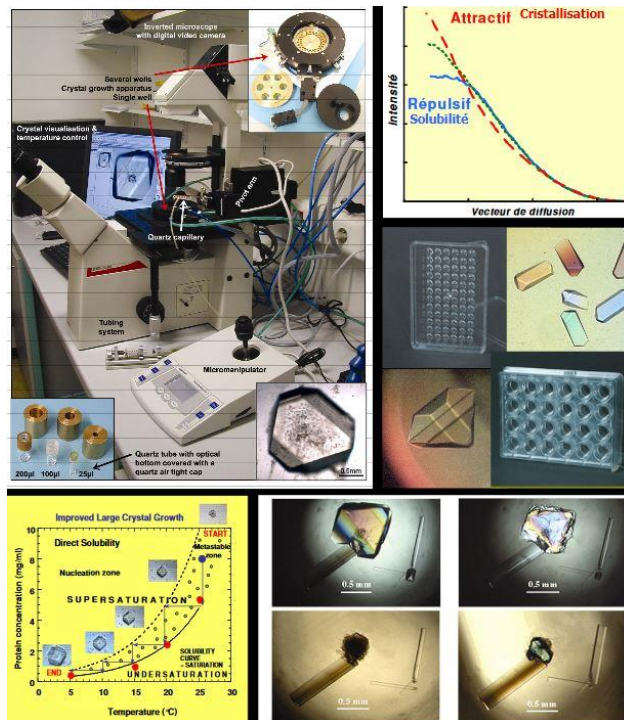 Inverted microscope
with digital video camera
Several wells
Crystal growth apparatus
Single well
Crystal visualisation &
temperature control
Pivot arm
Quartz capillary
Tubing
system
Micromanipulator
Quartz tube with optical
bottom covered with a
quartz air tight cap
200µl 100µl 25µl
0.5mm
Attractif Cristallisation
Répulsif
Solubilité
Intensité
Vecteur de diffusion
Improved Large Crystal Growth
Direct Solubility
START
Metastable
zone
Nucleation zone
SUPERSATURATION
SOLUBILITY
CURVE
= SATURATION
END
UNDERSATURATION
Protein concentration (mg/ml)
10
8
6
4
2
0
0 5 10 15 20 25 30
Temperature (°C)
0.5 mm
0.5 mm
0.5 mm
0.5 mm